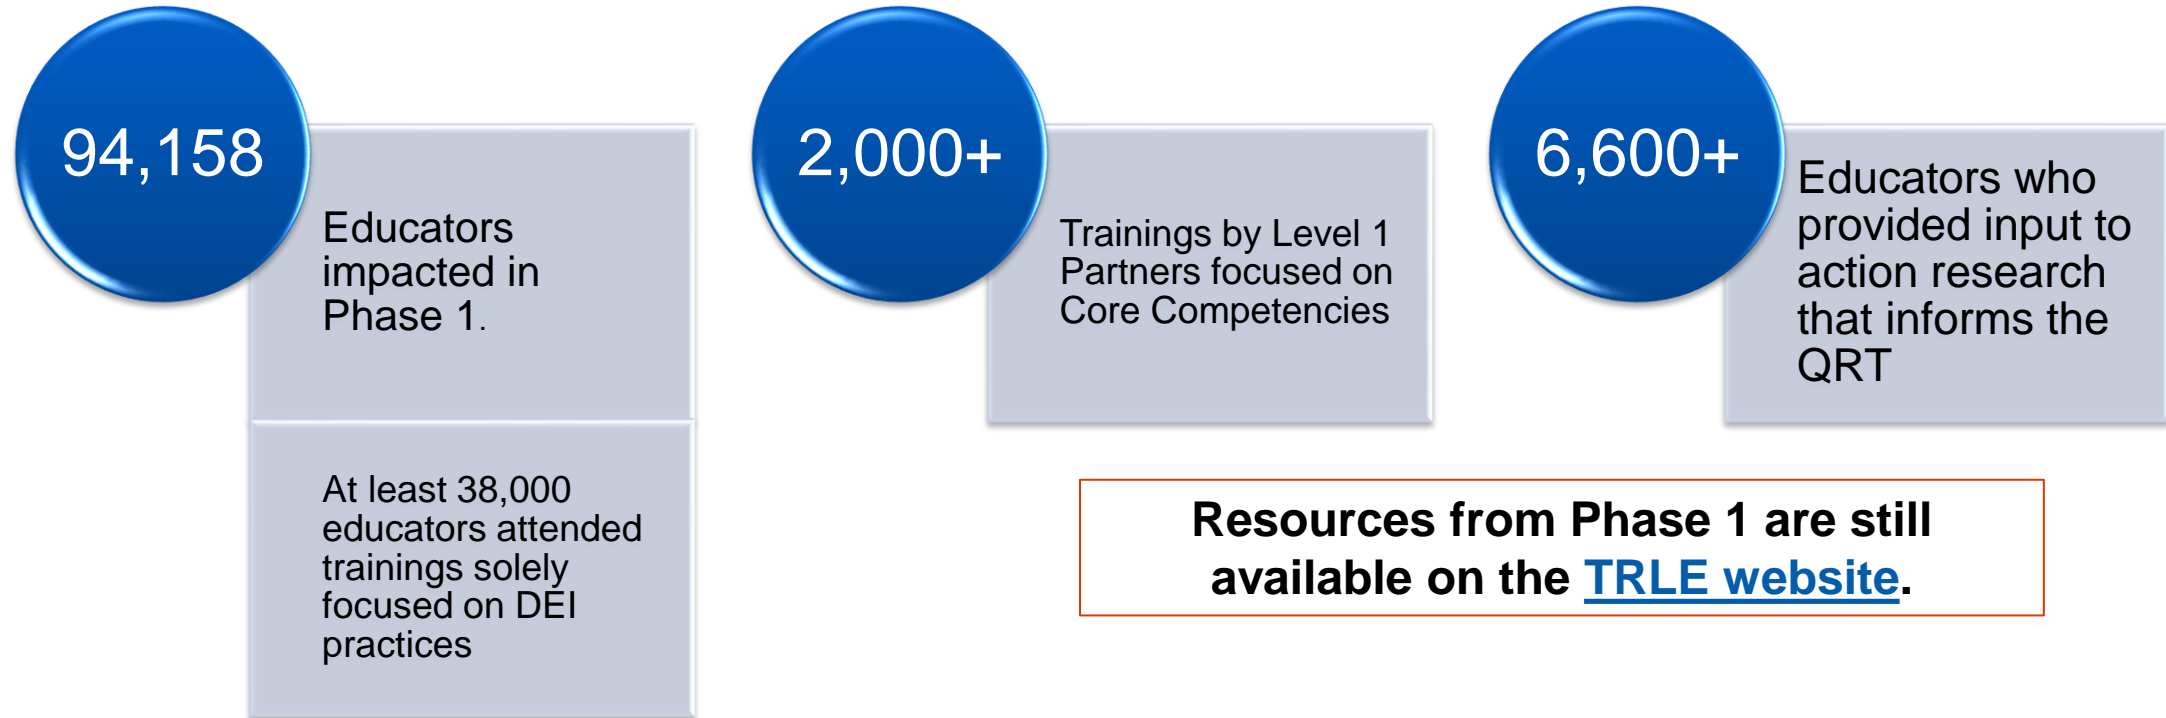 94,158
Educators
impacted in
Phase 1.
At least 38,000
educators attended
trainings solely
focused on DEI
practices
2,000+
Trainings by Level 1
Partners focused on
Core Competencies
6,600+
Educators who
provided input to
action research
that informs the
QRT
Resources from Phase 1 are still
available on the TRLE website.